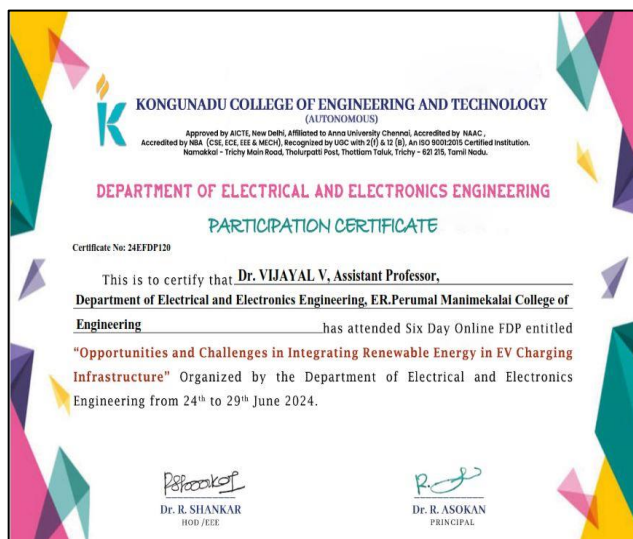 KONGUNADU COLLEGE OF ENGINEERING AND TECHNOLOGY
(AUTONOMOUS)
Approved by AICTE, New Delhi, Affiliated to Anna University Chennai, Accredited by NAAC,
Accredited by NBA (CSE, ECE, EEE & MECH), Recognized by UGC with 2(f) & 12 (B), An ISO 9001:2015 Certified Institution.
Namakkal - Trichy Main Road, Tholurpatti Post, Thottiam Taluk, Trichy - 621 215, Tamil Nadu.
DEPARTMENT OF ELECTRICAL AND ELECTRONICS ENGINEERING
PARTICIPATION CERTIFICATE
Certificate No: 24EFDP120
This is to certify that Dr. VIJAYAL V, Assistant Professor,
Department of Electrical and Electronics Engineering, ER.Perumal Manimekalai College of
Engineering has attended Six Day Online FDP entitled
“Opportunities and Challenges in Integrating Renewable Energy in EV Charging
Infrastructure” Organized by the Department of Electrical and Electronics
Engineering from 24th to 29th June 2024.
Dr. R. SHANKAR
HOD /EEE
Dr. R. ASOKAN
PRINCIPAL